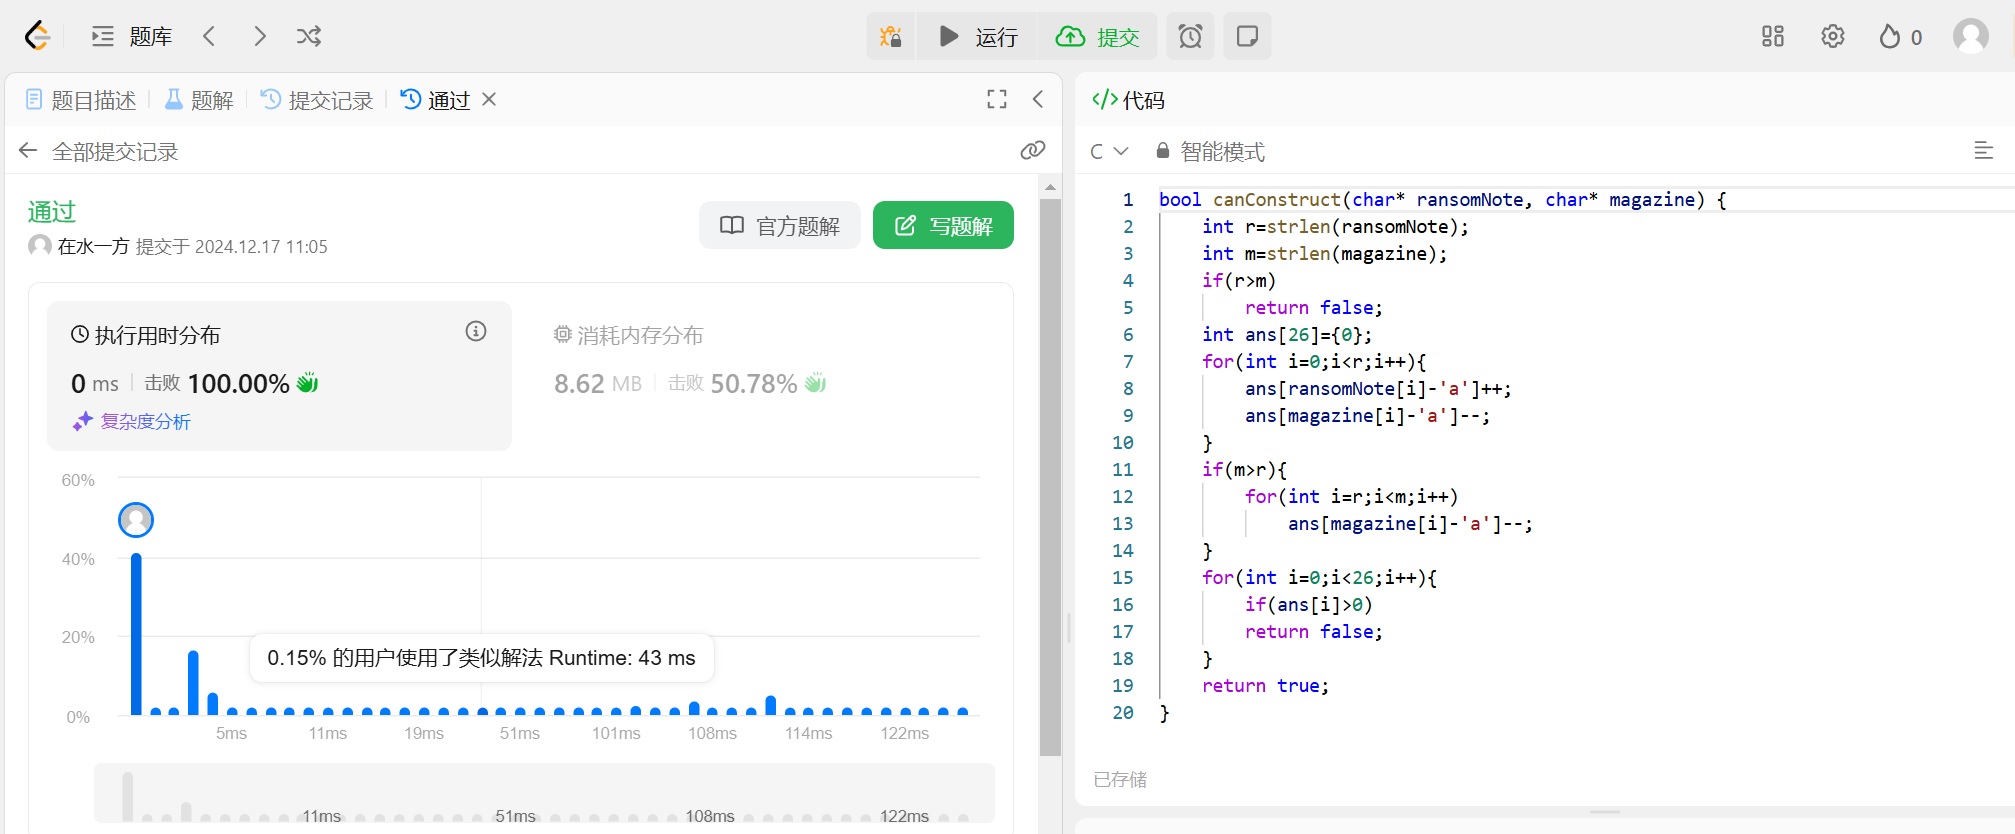 题库
运行
提交
0
题目描述
题解
提交记录
通过
全部提交记录
通过
在水一方 提交于 2024.12.17 11:05
官方题解
写题解
执行用时分布
0 ms 击败 100.00%
复杂度分析
消耗内存分布
8.62 MB 击败 50.78%
60%
40%
20%
0%
0.15% 的用户使用了类似解法 Runtime: 43 ms
5ms 11ms 19ms 51ms 101ms 108ms 114ms 122ms
11ms 51ms 108ms 122ms
</>代码
C 智能模式
1 bool canConstruct(char* ransomNote, char* magazine) {
2 int r=strlen(ransomNote);
3 int m=strlen(magazine);
4 if(r>m)
5 return false;
6 int ans[26]={0};
7 for(int i=0;i<r;i++){
8 ans[ransomNote[i]-'a']++;
9 ans[magazine[i]-'a']--;
10 }
11 if(m>r){
12 for(int i=r;i<m;i++)
13 ans[magazine[i]-'a']--;
14 }
15 for(int i=0;i<26;i++){
16 if(ans[i]>0)
17 return false;
18 }
19 return true;
20 }
已存储